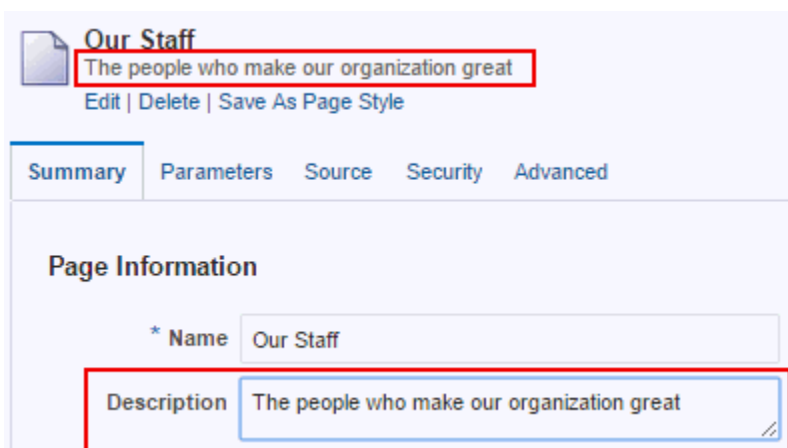 Our Staff
The people who make our organization great
Edit | Delete | Save As Page Style
Summary Parameters Source Security Advanced
Page Information
* Name Our Staff
Description The people who make our organization great